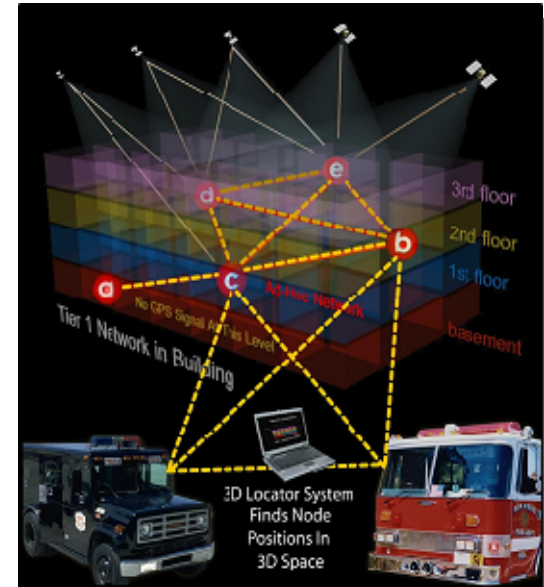 e
d
3rd floor
b
2nd floor
c
1st floor
a
Ad-Hoc Network
No GPS Signal At This Level
Tier 1 Network in Building
basement
3D Locator System
Finds Node
Positions In
3D Space